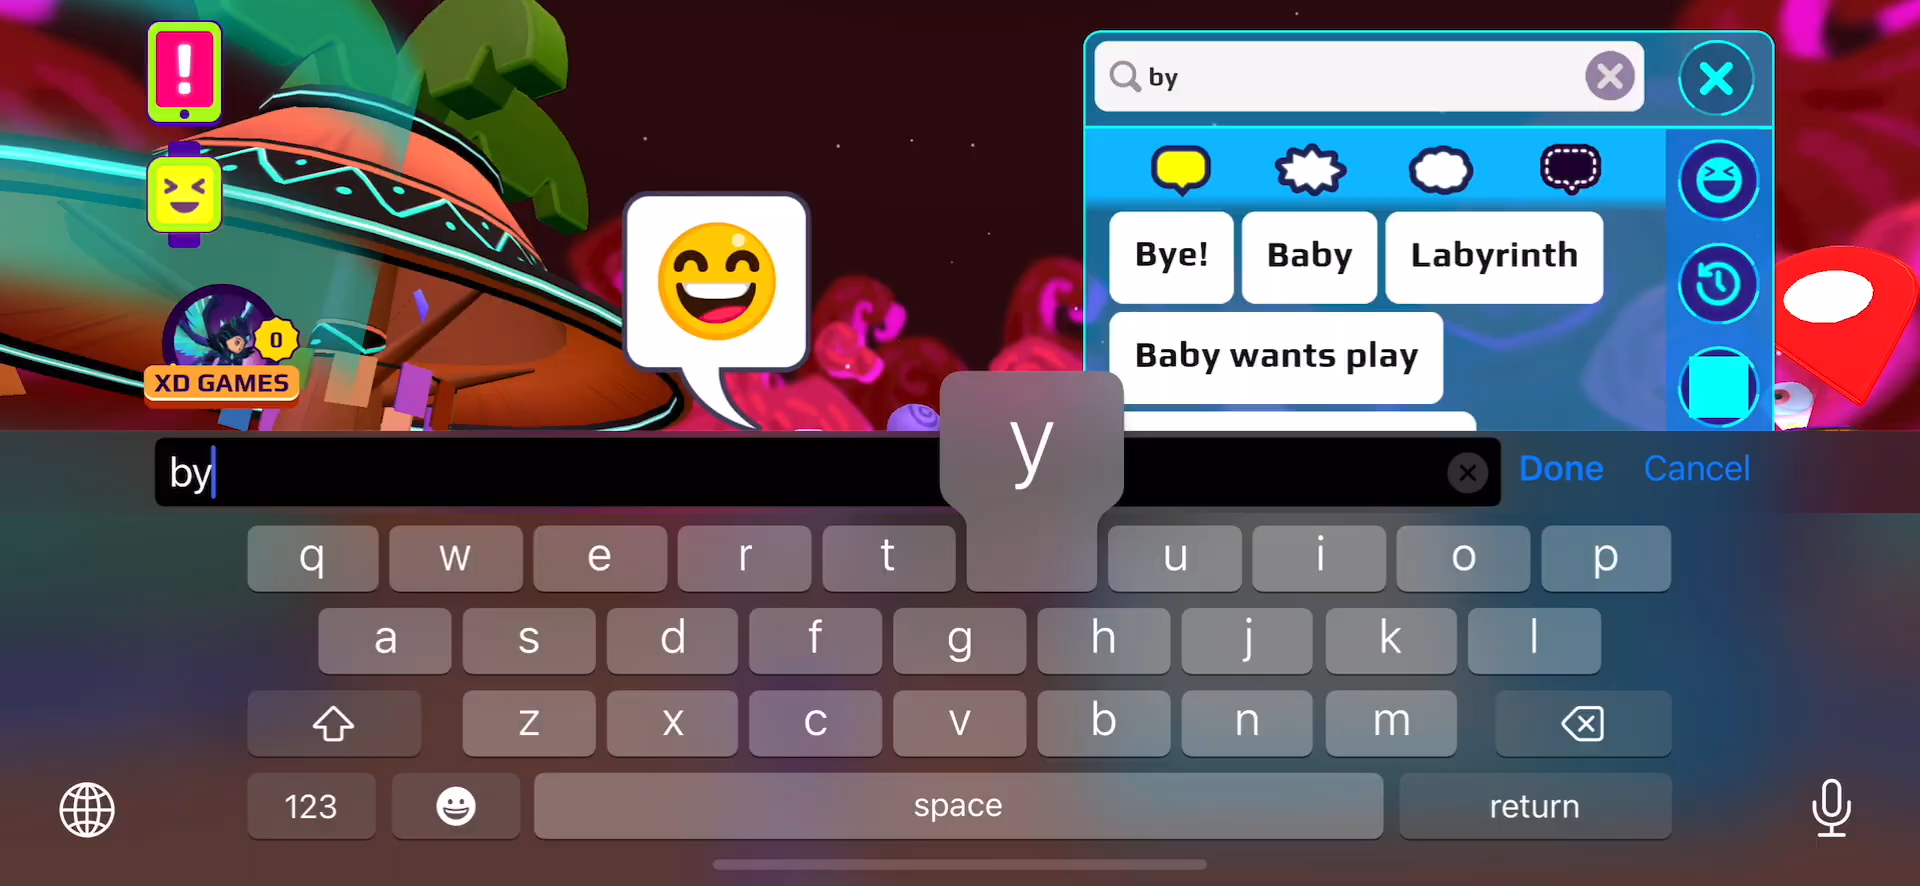 !
by
Bye! Baby Labyrinth
Baby wants play
0
XD GAMES
by
y
Done Cancel
q w e r t u i o p
a s d f g h j k l
z x c v b n m
123 space return